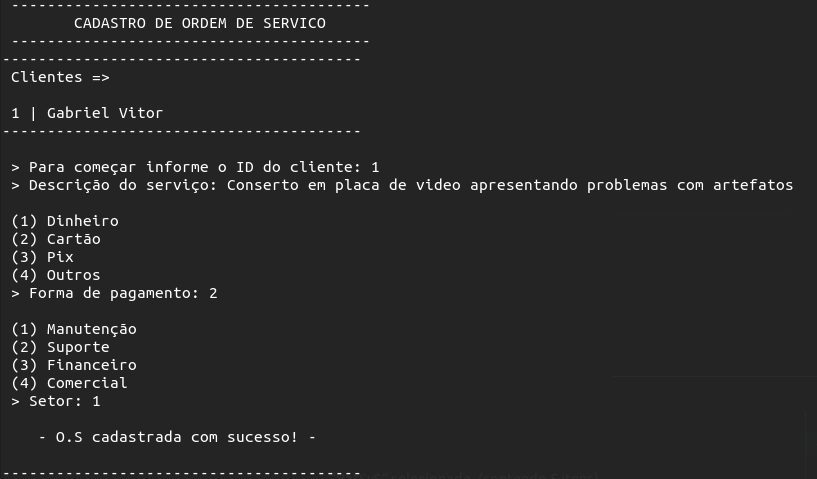 ----------------------------------------
CADASTRO DE ORDEM DE SERVICO
----------------------------------------
----------------------------------------
Clientes =>
1 | Gabriel Vitor
----------------------------------------
> Para começar informe o ID do cliente: 1
> Descrição do serviço: Conserto em placa de video apresentando problemas com artefatos
(1) Dinheiro
(2) Cartão
(3) Pix
(4) Outros
> Forma de pagamento: 2
(1) Manutenção
(2) Suporte
(3) Financeiro
(4) Comercial
> Setor: 1
- O.S cadastrada com sucesso! -
----------------------------------------